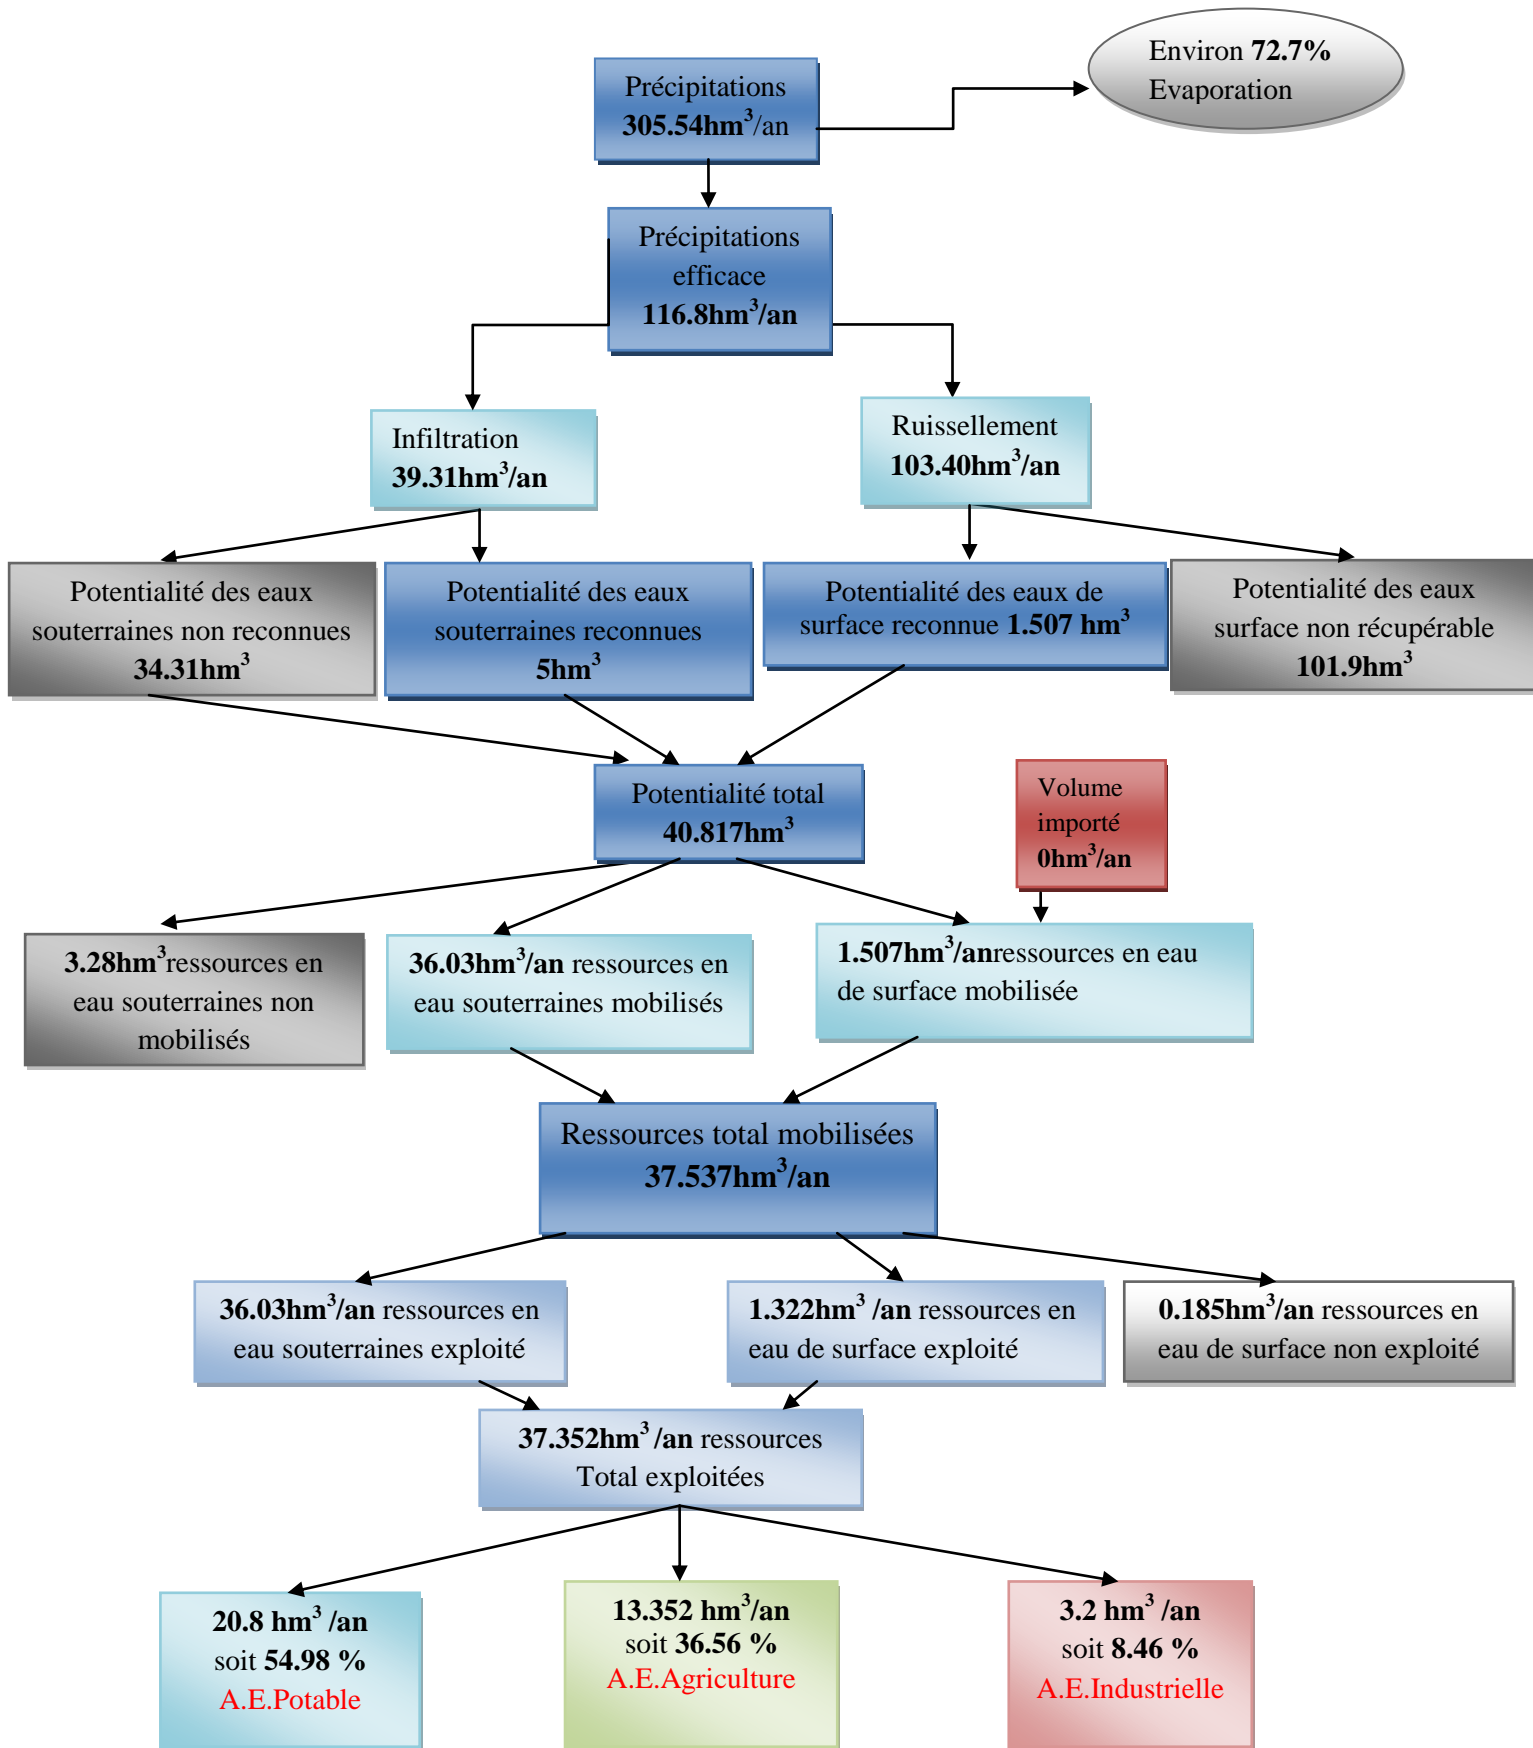 Environ 72.7%
Evaporation
Précipitations
305.54hm³/an
Précipitations
efficace
116.8hm³/an
Infiltration
39.31hm³/an
Ruissellement
103.40hm³/an
Potentialité des eaux
souterraines non reconnues
34.31hm³
Potentialité des eaux
souterraines reconnues
5hm³
Potentialité des eaux de
surface reconnue 1.507 hm³
Potentialité des eaux
surface non récupérable
101.9hm³
Potentialité total
40.817hm³
Volume
importé
0hm³/an
3.28hm³ressources en
eau souterraines non
mobilisés
36.03hm³/an ressources en
eau souterraines mobilisés
1.507hm³/anressources en eau
de surface mobilisée
Ressources total mobilisées
37.537hm³/an
36.03hm³/an ressources en
eau souterraines exploité
1.322hm³ /an ressources en
eau de surface exploité
0.185hm³/an ressources en
eau de surface non exploité
37.352hm³ /an ressources
Total exploitées
20.8 hm³ /an
soit 54.98 %
A.E.Potable
13.352 hm³/an
soit 36.56 %
A.E.Agriculture
3.2 hm³ /an
soit 8.46 %
A.E.Industrielle